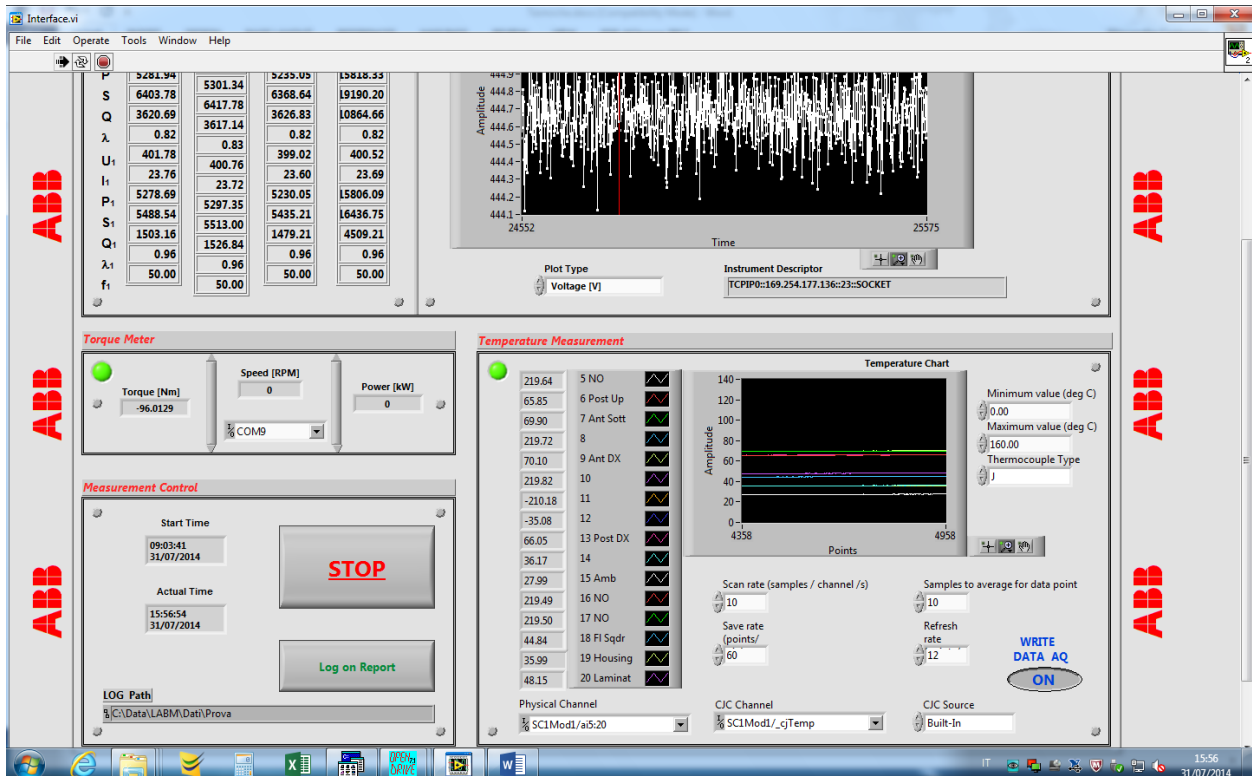 Interface.vi
File Edit Operate Tools Window Help
P 5281.94 5301.34 5235.05 15818.33
S 6403.78 6417.78 6368.64 19190.20
Q 3620.69 3617.14 3626.83 10864.66
λ 0.82 0.83 0.82 0.82
U1 401.78 400.76 399.02 400.52
I1 23.76 23.72 23.60 23.69
P1 5278.69 5297.35 5230.05 15806.09
S1 5488.54 5513.00 5435.21 16436.75
Q1 1503.16 1526.84 1479.21 4509.21
λ1 0.96 0.96 0.96 0.96
f1 50.00 50.00 50.00 50.00
Amplitude
444.9
444.8
444.7
444.6
444.5
444.4
444.3
444.2
444.1
24552 25575
Time
Plot Type
Voltage [V]
Instrument Descriptor
TCPIP0::169.254.177.136::23::SOCKET
ABB
ABB
ABB
ABB
ABB
ABB
Torque Meter
Torque [Nm]
-96.0129
Speed [RPM]
0
COM9
Power [kW]
0
Measurement Control
Start Time
09:03:41
31/07/2014
Actual Time
15:56:54
31/07/2014
STOP
Log on Report
LOG Path
C:\Data\LABM\Dati\Prova
Temperature Measurement
219.64 5 NO
65.85 6 Post Up
69.90 7 Ant Sott
219.72 8
70.10 9 Ant DX
219.82 10
-210.18 11
-35.08 12
66.05 13 Post DX
36.17 14
27.99 15 Amb
219.49 16 NO
219.50 17 NO
44.84 18 Fl Sqdr
35.99 19 Housing
48.15 20 Laminat
Temperature Chart
Amplitude
140
120
100
80
60
40
20
0
4358 4958
Points
Minimum value (deg C)
0.00
Maximum value (deg C)
160.00
Thermocouple Type
J
Scan rate (samples / channel /s)
10
Samples to average for data point
10
Save rate
(points/
60
Refresh
rate
12
WRITE
DATA AQ
ON
Physical Channel
SC1Mod1/ai5:20
CJC Channel
SC1Mod1/_cjTemp
CJC Source
Built-In
OPEN
DRIVE
IT
15:56
31/07/2014